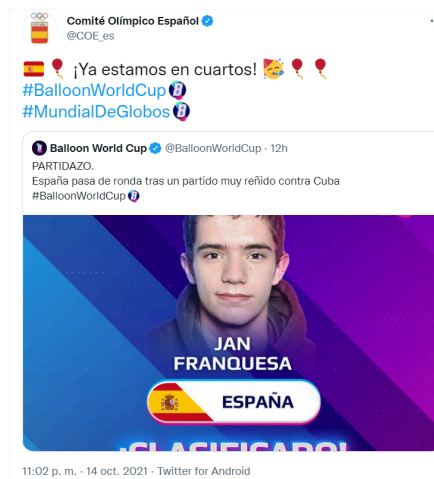 Comité Olímpico Español
@COE_es
🇪🇸🎈 ¡Ya estamos en cuartos! 🥳🎈🎈
#BalloonWorldCup
#MundialDeGlobos
Balloon World Cup @BalloonWorldCup · 12h
PARTIDAZO.
España pasa de ronda tras un partido muy reñido contra Cuba
#BalloonWorldCup
JAN
FRANQUESA
ESPAÑA
¡CLASIFICADO!
11:02 p. m. · 14 oct. 2021 · Twitter for Android